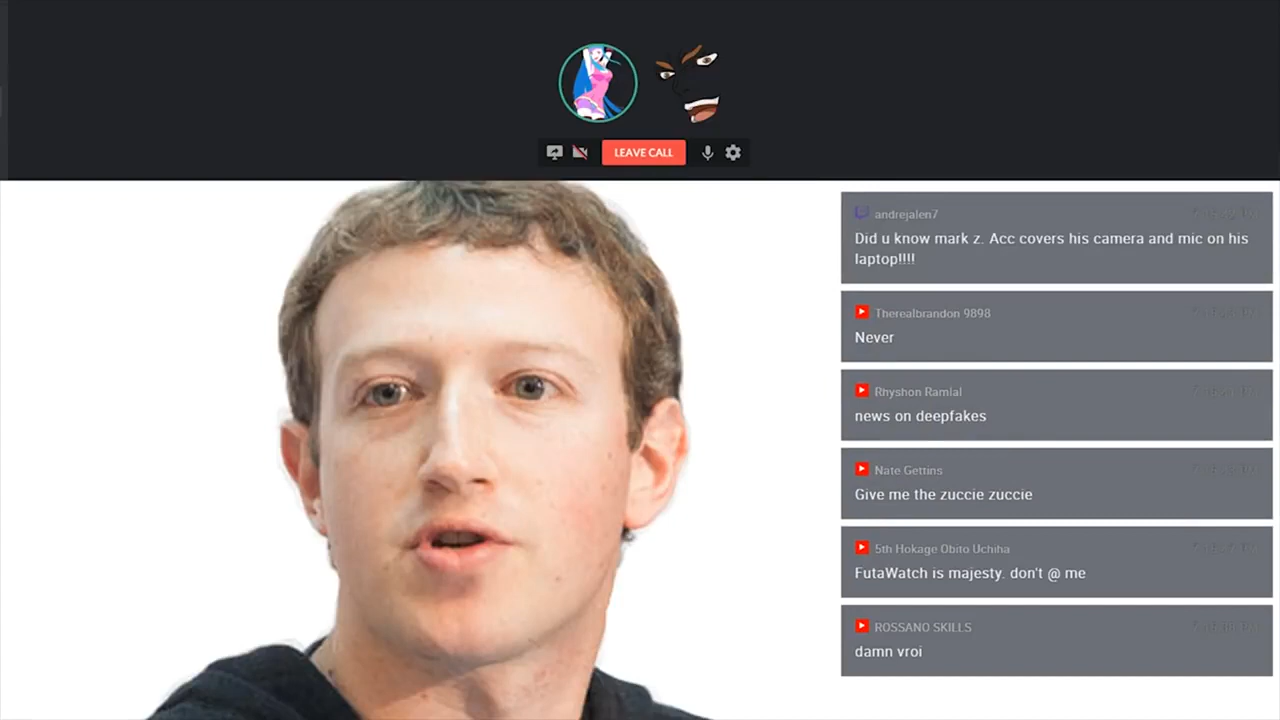 LEAVE CALL
andrejalen7
Did u know mark z. Acc covers his camera and mic on his
laptop!!!!
Therealbrandon 9898
Never
Rhyshon Ramlal
news on deepfakes
Nate Gettins
Give me the zuccie zuccie
5th Hokage Obito Uchiha
FutaWatch is majesty. don't @ me
ROSSANO SKILLS
damn vroi